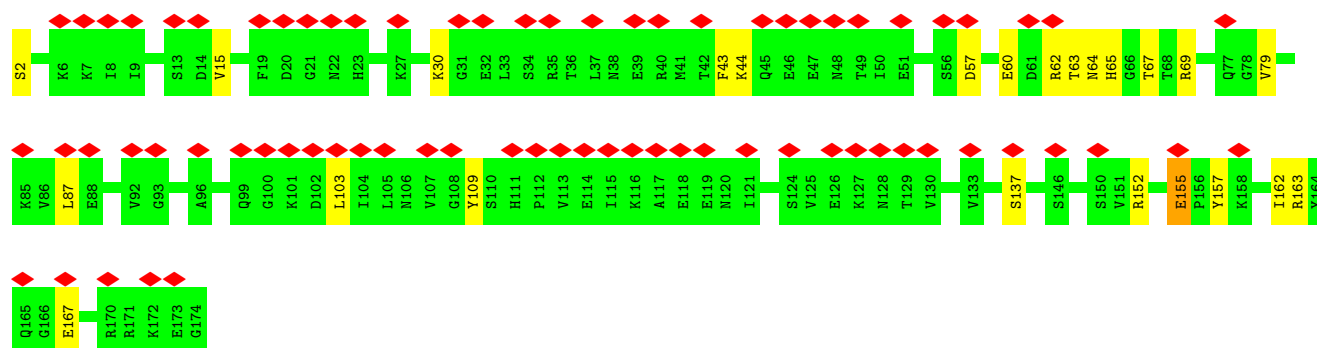 S2 K6 K7 I8 I9 S13 D14 V15 F19 D20 G21 N22 H23 K27 K30 G31 E32 L33 S34 R35 T36 L37 N38 E39 R40 M41 T42 F43 K44 Q45 E46 E47 N48 T49 I50 E51 S56 D57 E60 D61 R62 T63 N64 H65 G66 T67 T68 R69 Q77 G78 V79
K85 V86 L87 E88 V92 G93 A96 Q99 G100 K101 D102 L103 I104 L105 N106 V107 G108 Y109 S110 H111 P112 V113 E114 I115 K116 A117 E118 E119 N120 I121 S124 V125 E126 K127 N128 T129 V130 V133 S137 S146 S150 V151 R152 E155 P156 Y157 K158 I162 R163 Y164
Q165 G166 E167 R170 R171 K172 E173 G174